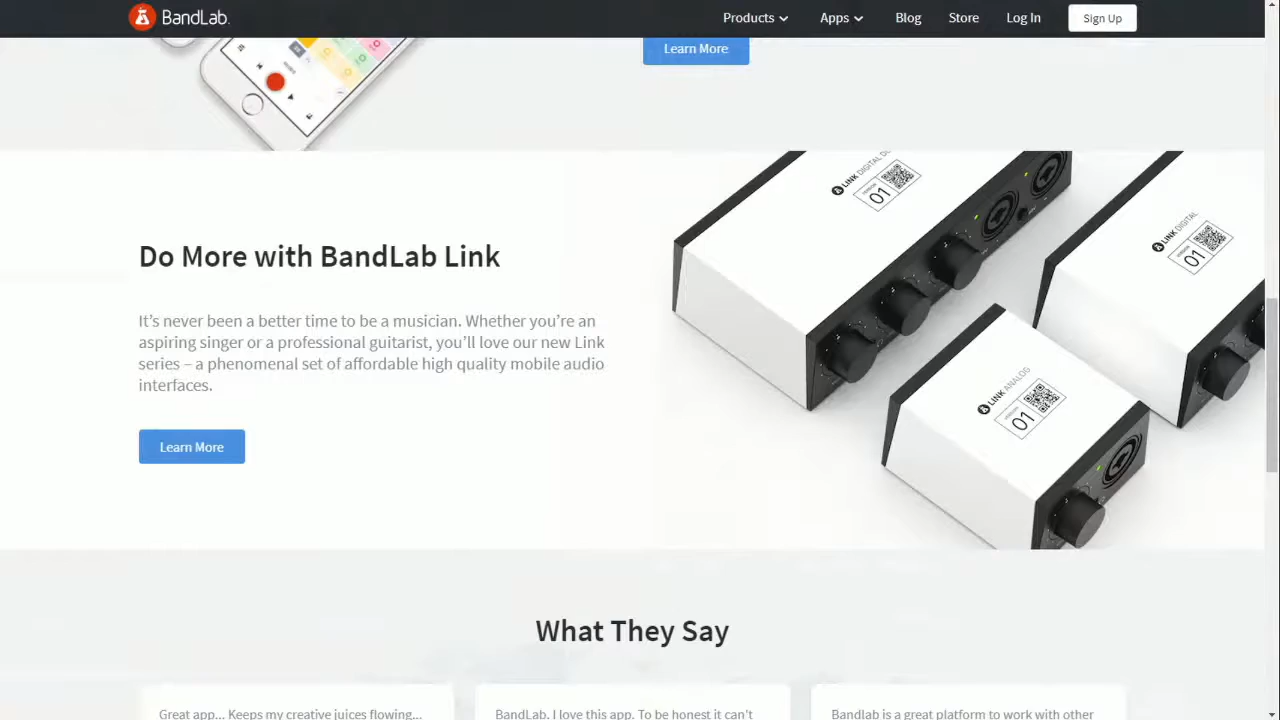 BandLab.
Products
Apps
Blog
Store
Log In
Sign Up
Learn More
LINK DIGITAL
VERSION
01
LINK DIGITAL
01
Do More with BandLab Link
It's never been a better time to be a musician. Whether you're an
aspiring singer or a professional guitarist, you'll love our new Link
series – a phenomenal set of affordable high quality mobile audio
interfaces.
LINK ANALOG
01
Learn More
What They Say
Great app... Keeps my creative juices flowing...
BandLab. I love this app. To be honest it can't
Bandlab is a great platform to work with other